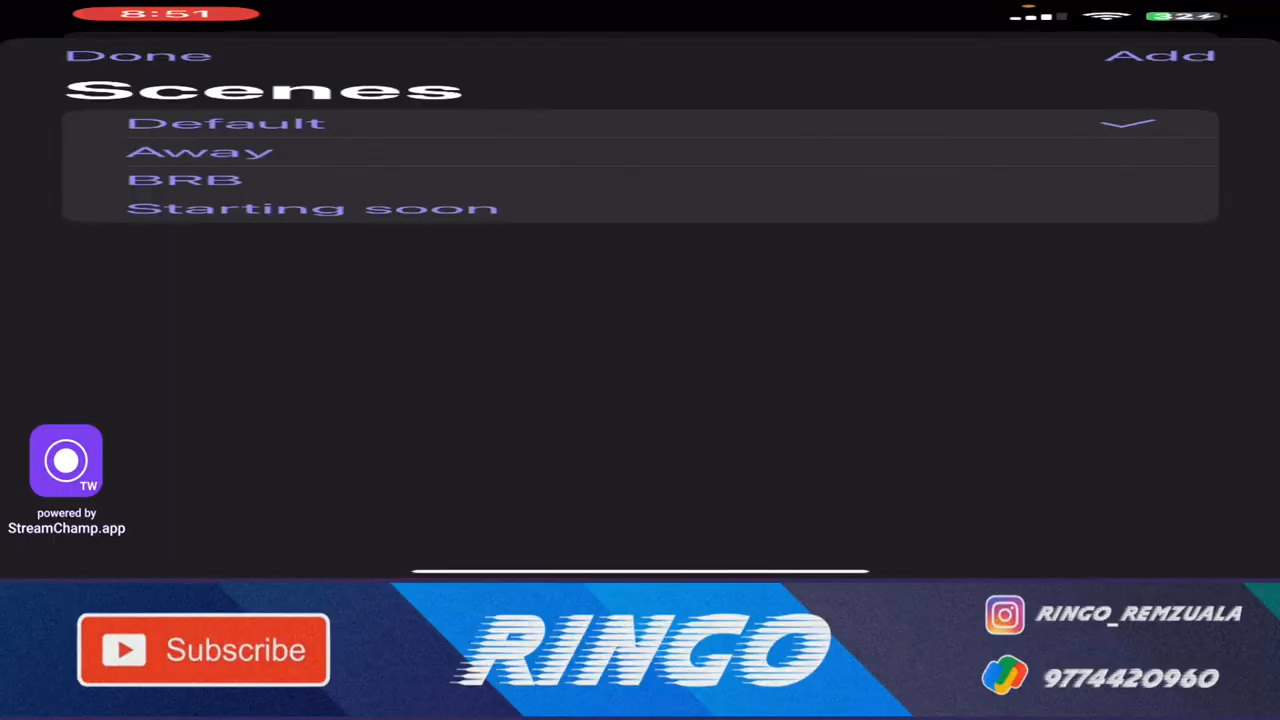 8:51
32
Done
Add
Scenes
Default
Away
BRB
Starting soon
TW
powered by
StreamChamp.app
Subscribe
RINGO
RINGO_REMZUALA
9774420960